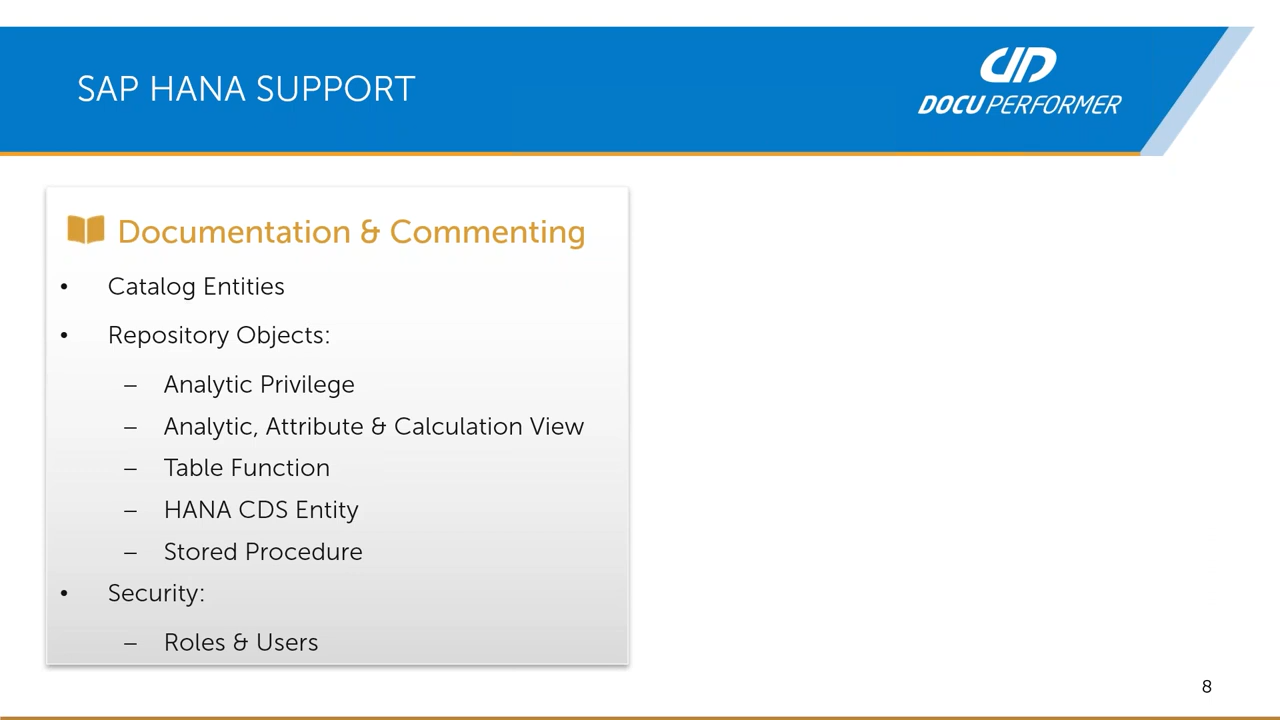 SAP HANA SUPPORT
DOCU PERFORMER
Documentation & Commenting
• Catalog Entities
• Repository Objects:
– Analytic Privilege
– Analytic, Attribute & Calculation View
– Table Function
– HANA CDS Entity
– Stored Procedure
• Security:
– Roles & Users
8